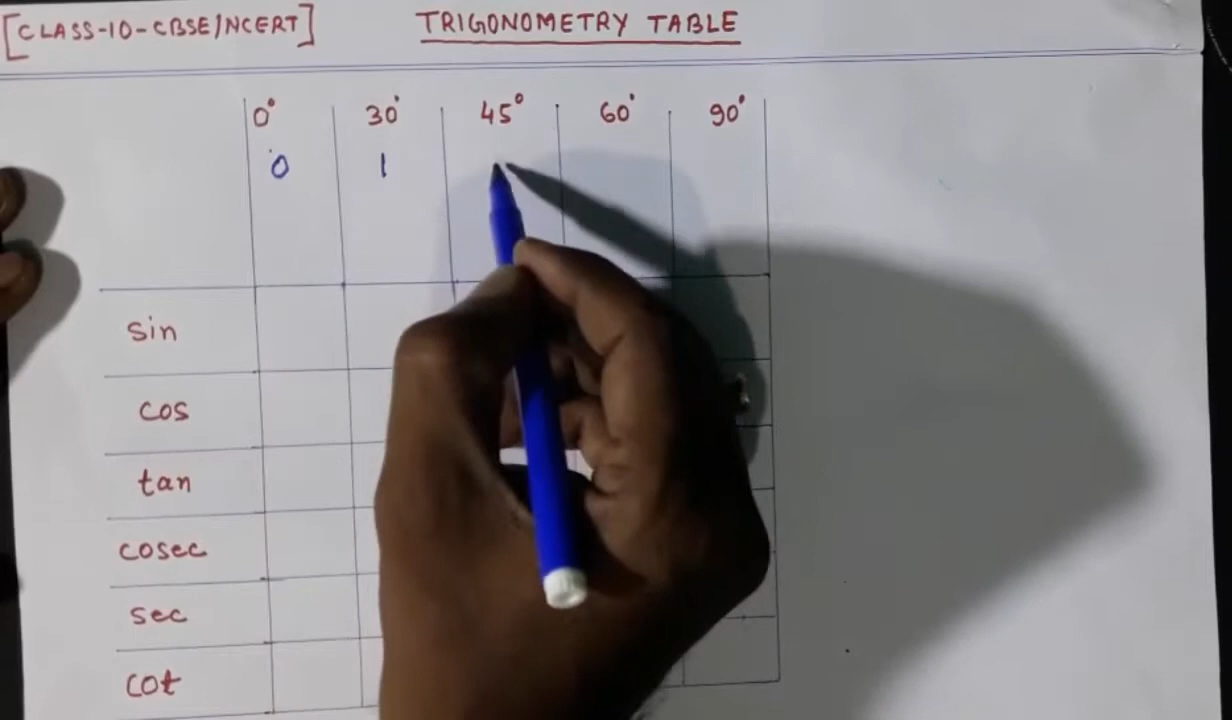 [CLASS-10-CBSE/NCERT] TRIGONOMETRY TABLE
0° 30° 45° 60° 90°
0 1
sin
cos
tan
cosec
sec
cot